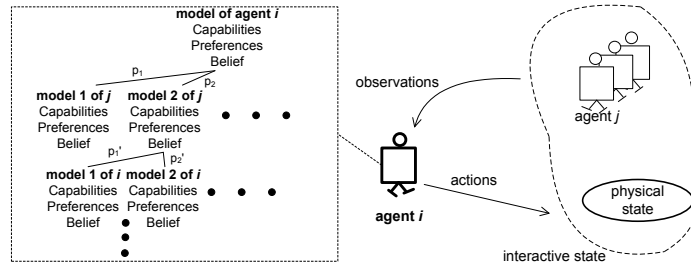 model of agent i
Capabilities
Preferences
Belief
p₁
p₂
model 1 of j
Capabilities
Preferences
Belief
model 2 of j
Capabilities
Preferences
Belief
p₁'
p₂'
model 1 of i
Capabilities
Preferences
Belief
model 2 of i
Capabilities
Preferences
Belief
observations
agent i
actions
agent j
physical
state
interactive state